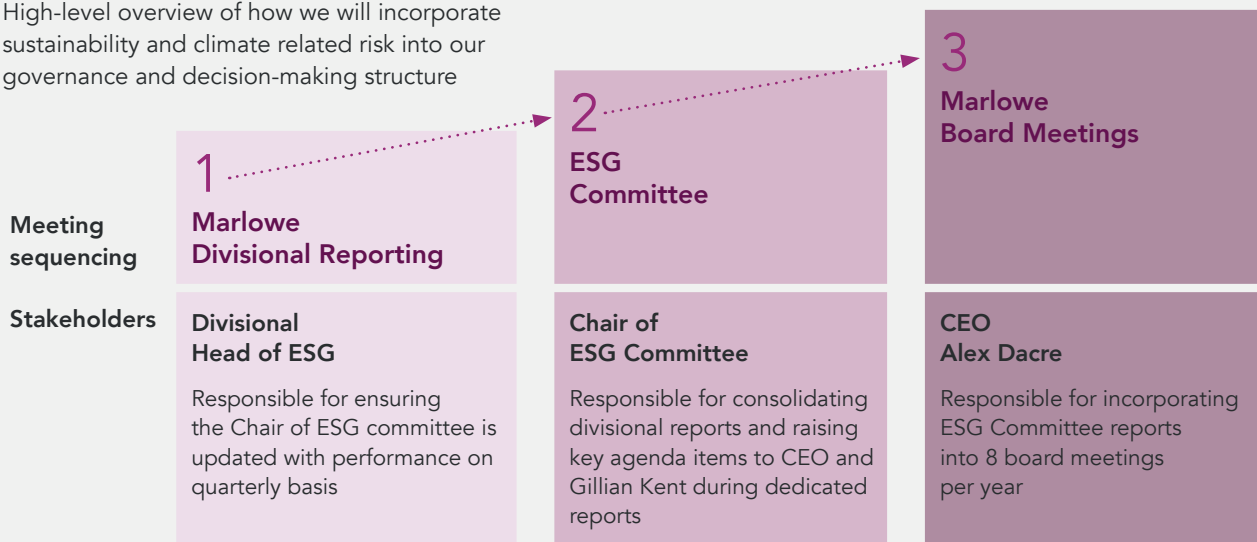 High-level overview of how we will incorporate
sustainability and climate related risk into our
governance and decision-making structure
Meeting
sequencing
1
Marlowe
Divisional Reporting
2
ESG
Committee
3
Marlowe
Board Meetings
Stakeholders
Divisional
Head of ESG
Responsible for ensuring
the Chair of ESG committee is
updated with performance on
quarterly basis
Chair of
ESG Committee
Responsible for consolidating
divisional reports and raising
key agenda items to CEO and
Gillian Kent during dedicated
reports
CEO
Alex Dacre
Responsible for incorporating
ESG Committee reports
into 8 board meetings
per year